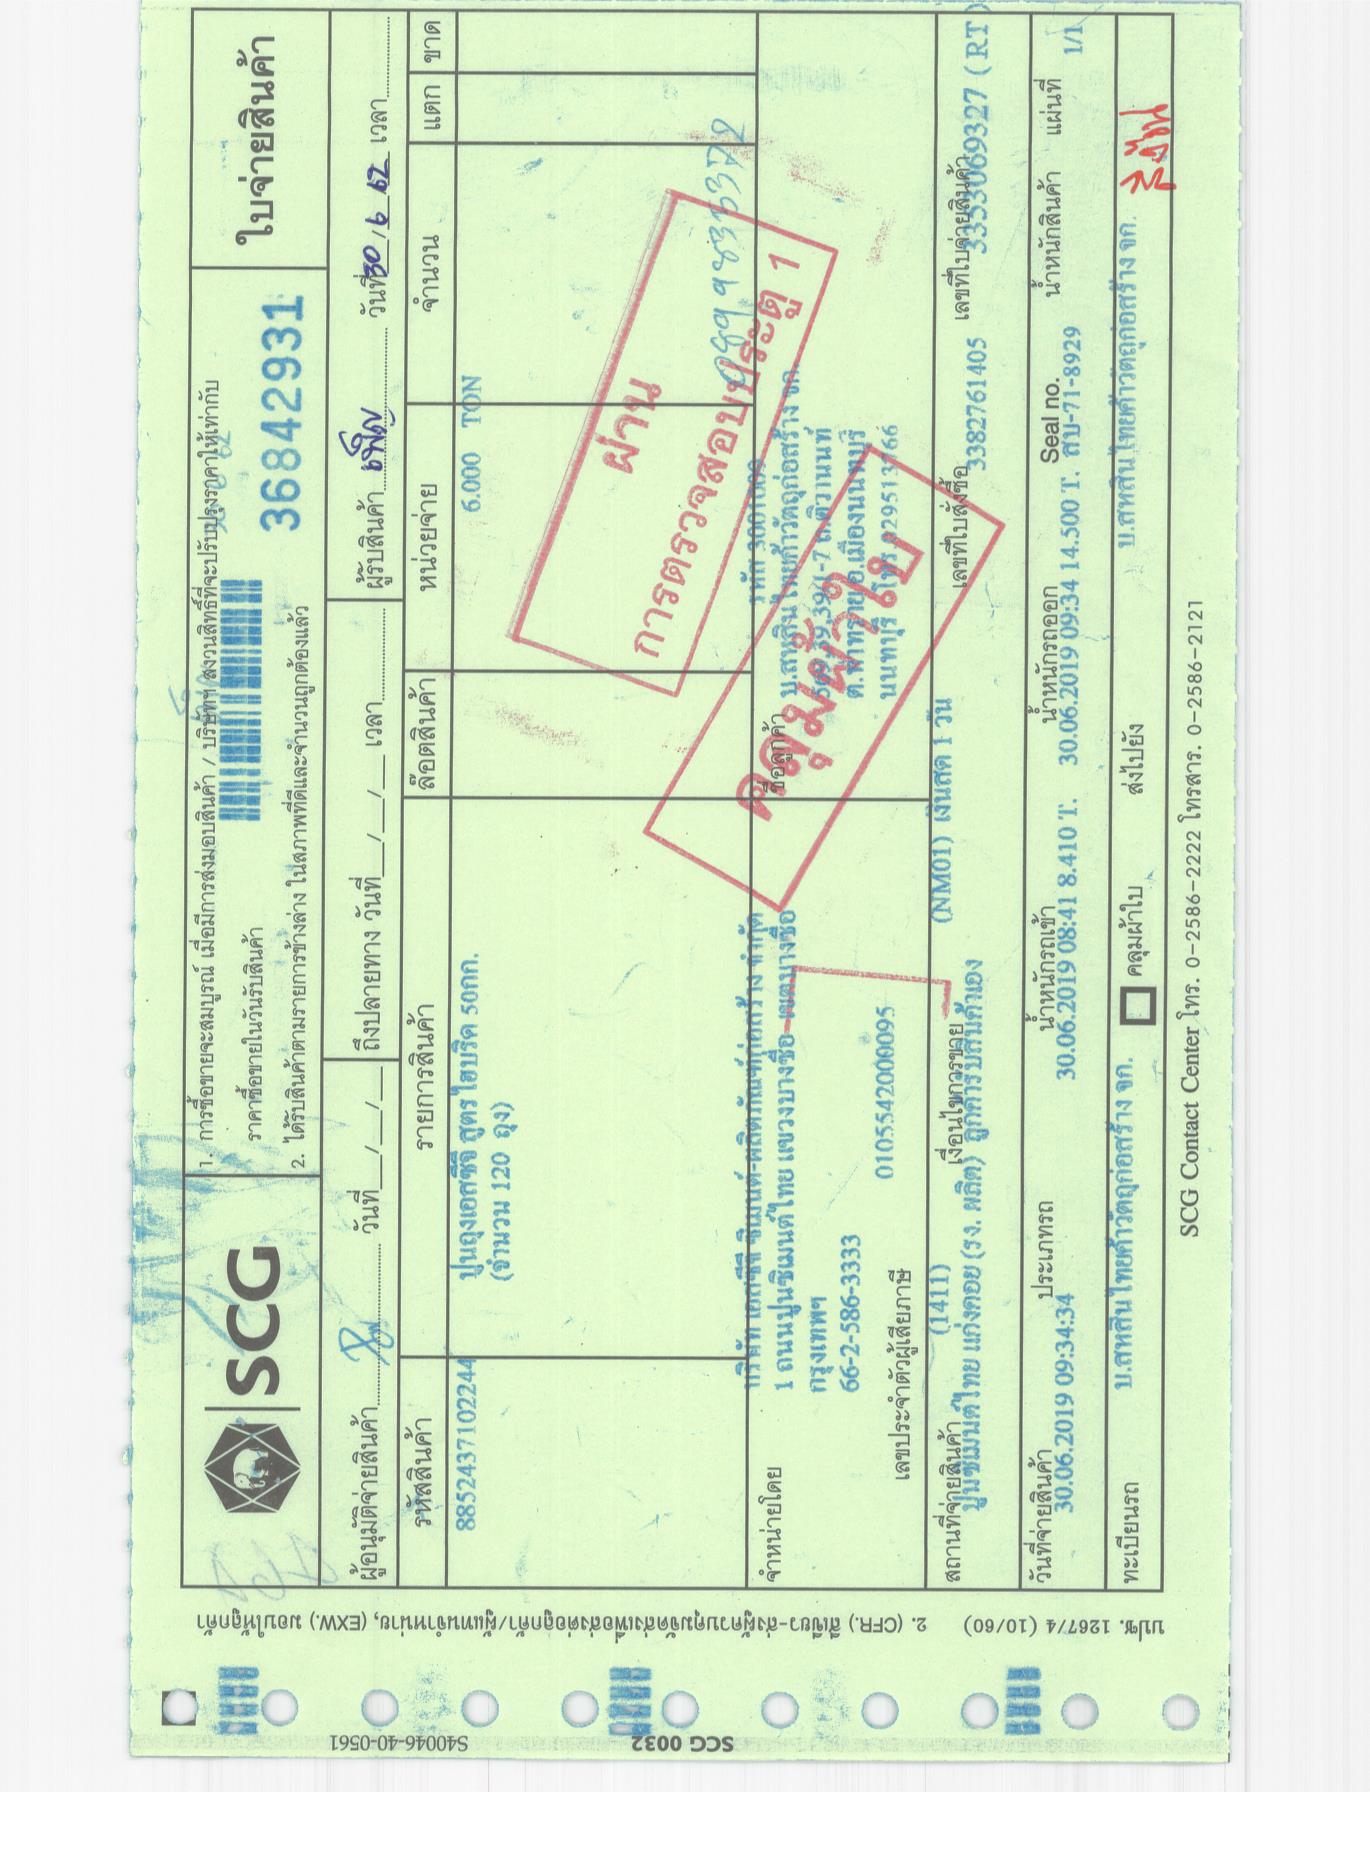 SCG
1. การซื้อขายจะสมบูรณ์ เมื่อมีการส่งมอบสินค้า / บริษัทฯ สงวนสิทธิ์ที่จะปรับปรุงราคาให้เท่ากับ
ราคาซื้อขายในวันรับสินค้า
2. ได้รับสินค้าตามรายการข้างล่าง ในสภาพที่ดีและจำนวนถูกต้องแล้ว
36842931
ใบจ่ายสินค้า
ผู้อนุมัติจ่ายสินค้า วันที่ / / ถึงปลายทาง วันที่ / / เวลา ผู้รับสินค้า เพ็ญ วันที่ 30/6/62 เวลา
รหัสสินค้า รายการสินค้า ล๊อตสินค้า หน่วยจ่าย จำนวน แตก ขาด
8852437102244 ปูนถุงเอสซีจี สูตรไฮบริด 50กก. 6.000 TON
(จำนวน 120 ถุง)
ผ่าน
การตรวจสอบประตู 1
คลุมผ้าใบ
0899835372
จำหน่ายโดย บริษัท เอสซีจี ซิเมนต์-ผลิตภัณฑ์ก่อสร้าง จำกัด
1 ถนนปูนซิเมนต์ไทย แขวงบางซื่อ เขตบางซื่อ
กรุงเทพฯ
66-2-586-3333
เลขประจำตัวผู้เสียภาษี 0105542000095
ชื่อลูกค้า รหัส 3001009
บ.สหสินไทยค้าวัตถุก่อสร้าง จก.
569,39,39/1-7 ถ.ติวานนท์
ต.ท่าทราย อ.เมืองนนทบุรี
นนทบุรี โทร.029513766
สถานที่จ่ายสินค้า (1411) เงื่อนไขการขาย (NM01) เงินสด 1 วัน เลขที่ใบสั่งซื้อ 3382761405 เลขที่ใบจ่ายสินค้า 3353069327 (RT)
ปูนซิเมนต์ไทย แก่งคอย (รง. ผลิต) ลูกค้ารับสินค้าเอง
วันที่จ่ายสินค้า ประเภทรถ น้ำหนักรถเข้า น้ำหนักรถออก Seal no. น้ำหนักสินค้า แผ่นที่
30.06.2019 09:34:34 30.06.2019 08:41 8.410 T. 30.06.2019 09:34 14.500 T. สบ-71-8929 1/1
ทะเบียนรถ บ.สหสินไทยค้าวัตถุก่อสร้าง จก. คลุมผ้าใบ ส่งไปยัง บ.สหสินไทยค้าวัตถุก่อสร้าง จก.
SCG Contact Center โทร. 0-2586-2222 โทรสาร. 0-2586-2121
S40046-40-0561
SCG 0032
บปซ. 1267/4 (10/60) 2. (CFR.) สีเขียว-ส่งผู้ควบคุมจัดส่งเพื่อส่งต่อลูกค้า/ผู้แทนจำหน่าย, (EXW.) มอบให้ลูกค้า